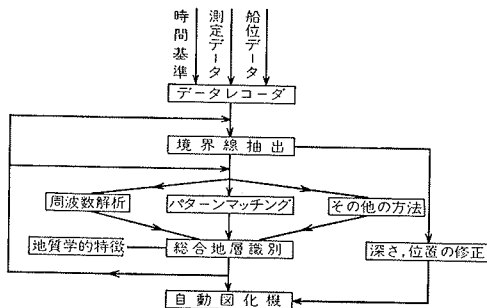 時間基準
測定データ
船位データ
データレコーダ
境界線抽出
周波数解析
パターンマッチング
その他の方法
地質学的特徴
総合地層識別
深さ,位置の修正
自動図化機